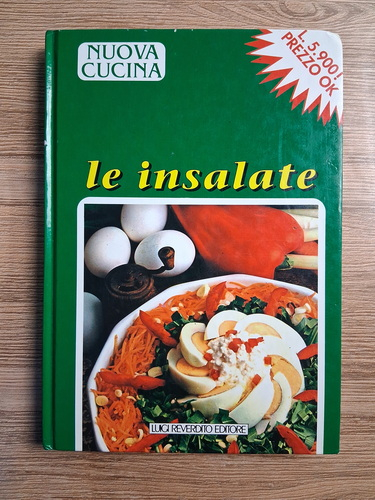 NUOVA
CUCINA
L. 5.900!
PREZZO OK
le insalate
LUIGI REVERDITO EDITORE